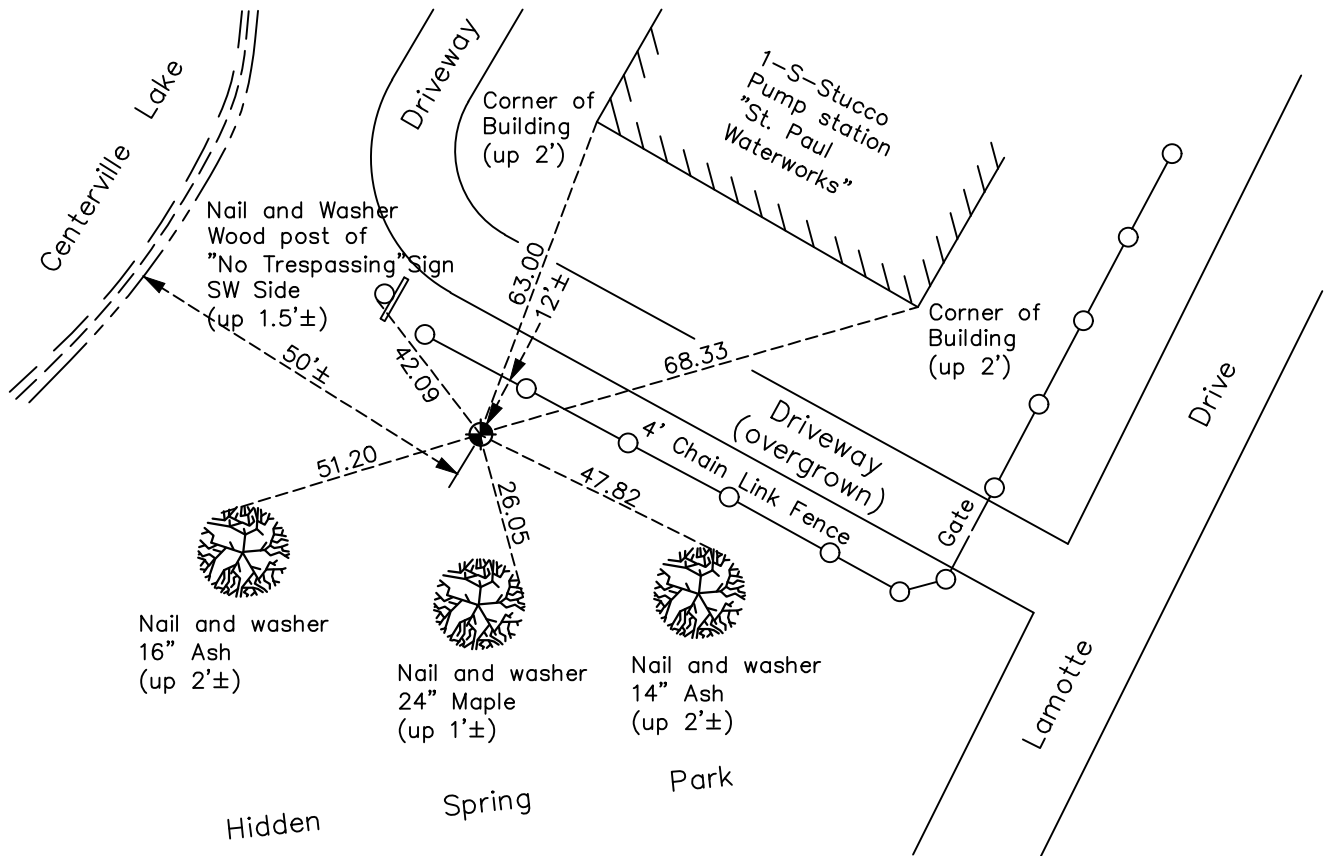 Centerville Lake
Driveway
Corner of
Building
(up 2')
1-S-Stucco
Pump station
"St. Paul
Waterworks"
Nail and Washer
Wood post of
"No Trespassing"Sign
SW Side
(up 1.5'±)
63.00
12'±
50'±
42.09
68.33
Corner of
Building
(up 2')
Drive
Driveway
(overgrown)
4' Chain Link Fence
Gate
51.20
26.05
47.82
Nail and washer
16" Ash
(up 2'±)
Nail and washer
24" Maple
(up 1'±)
Nail and washer
14" Ash
(up 2'±)
Lamotte
Hidden Spring Park